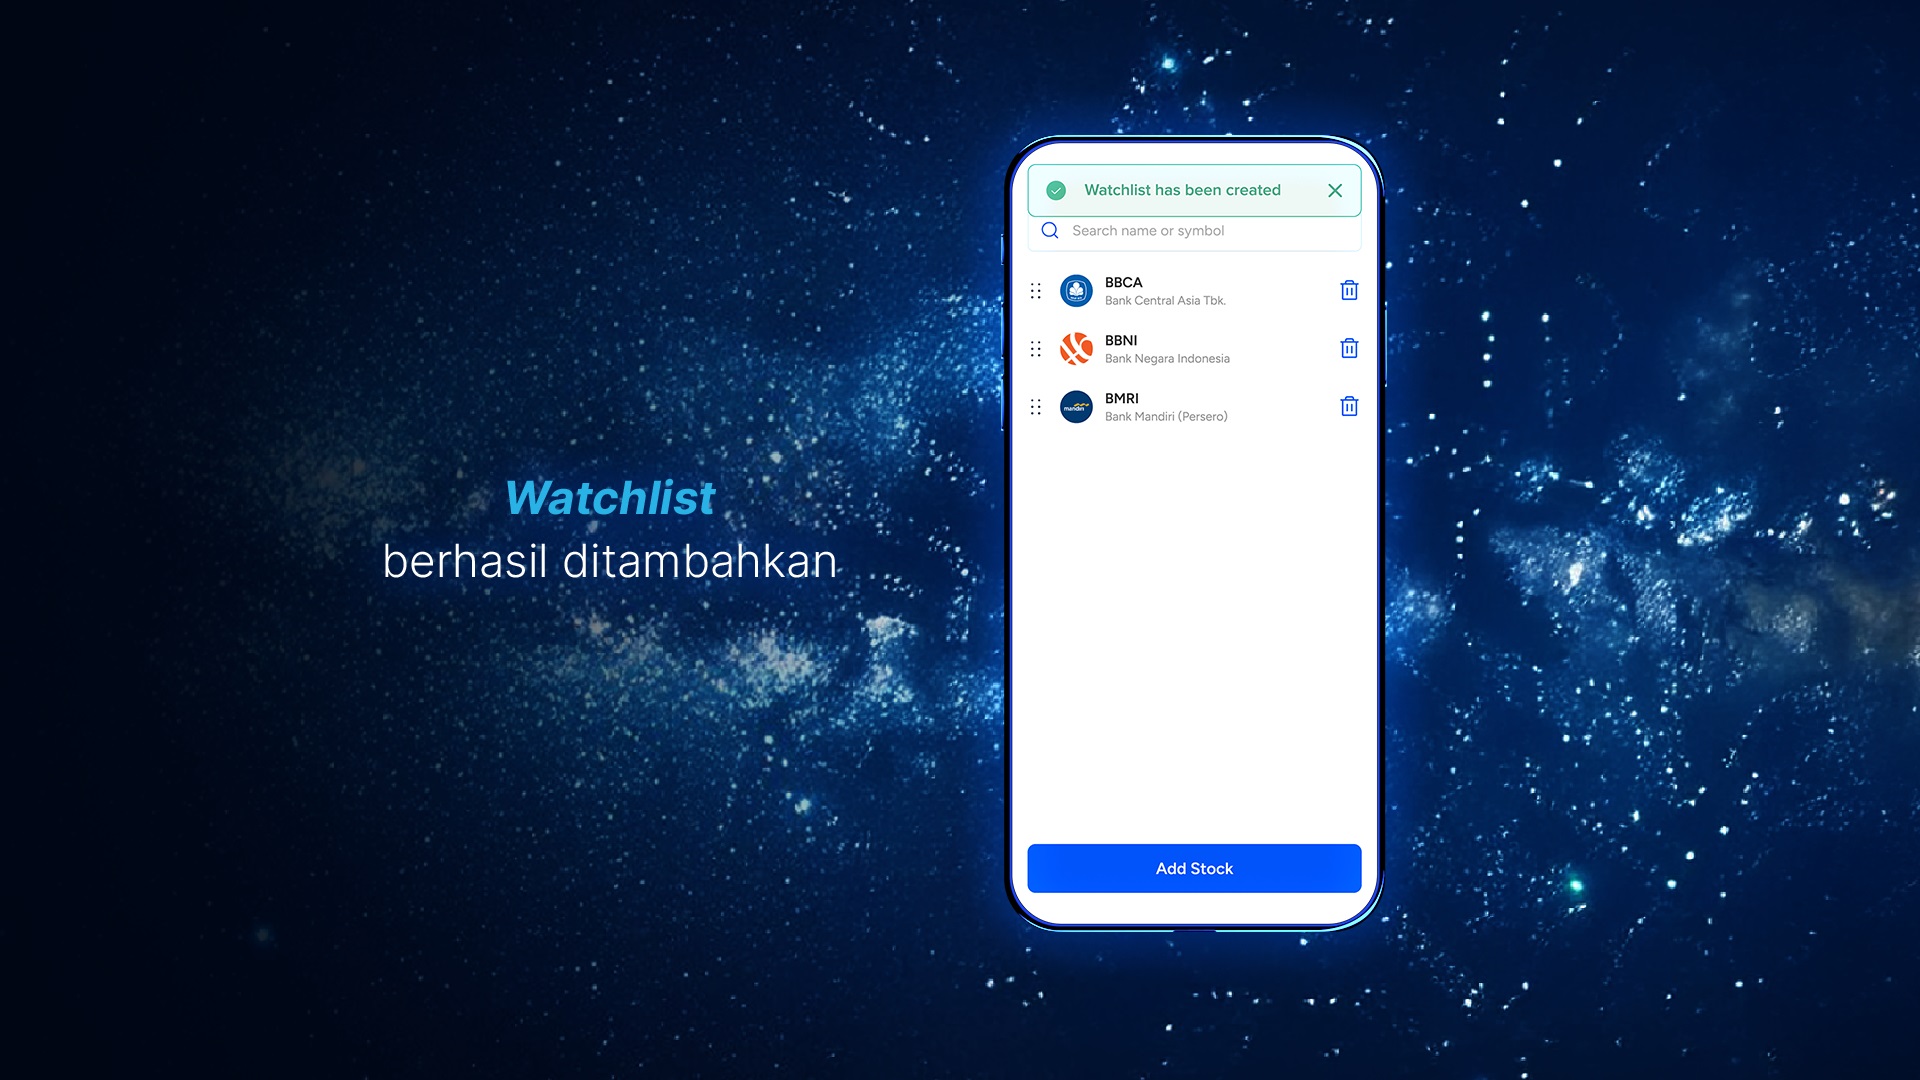 Watchlist
berhasil ditambahkan
Watchlist has been created
Search name or symbol
BBCA
Bank Central Asia Tbk.
BBNI
Bank Negara Indonesia
mandiri
BMRI
Bank Mandiri (Persero)
Add Stock